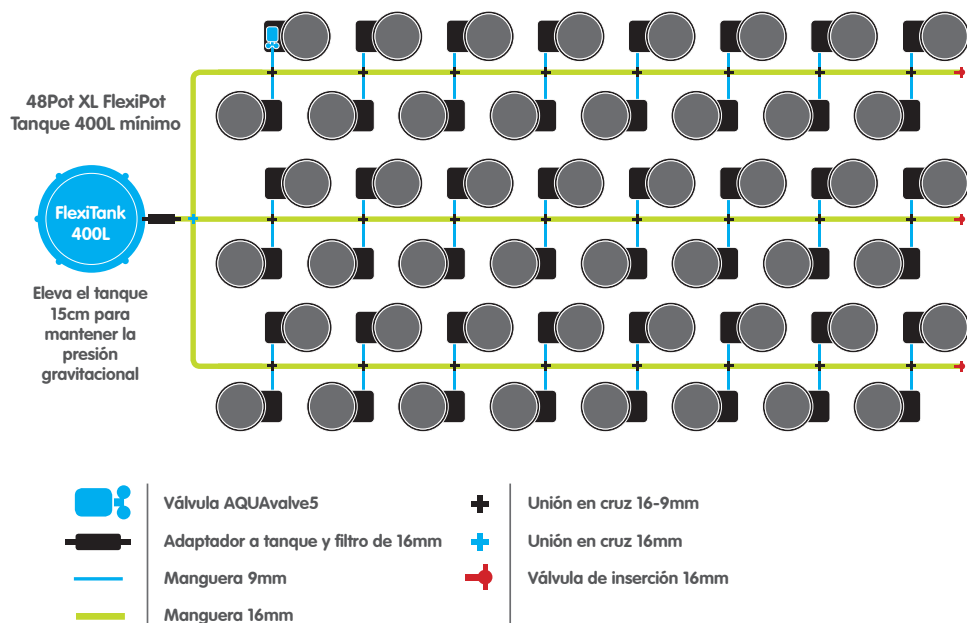 48Pot XL FlexiPot
Tanque 400L mínimo
FlexiTank
400L
Eleva el tanque
15cm para
mantener la
presión
gravitacional
Válvula AQUAvalve5
Adaptador a tanque y filtro de 16mm
Manguera 9mm
Manguera 16mm
Unión en cruz 16-9mm
Unión en cruz 16mm
Válvula de inserción 16mm